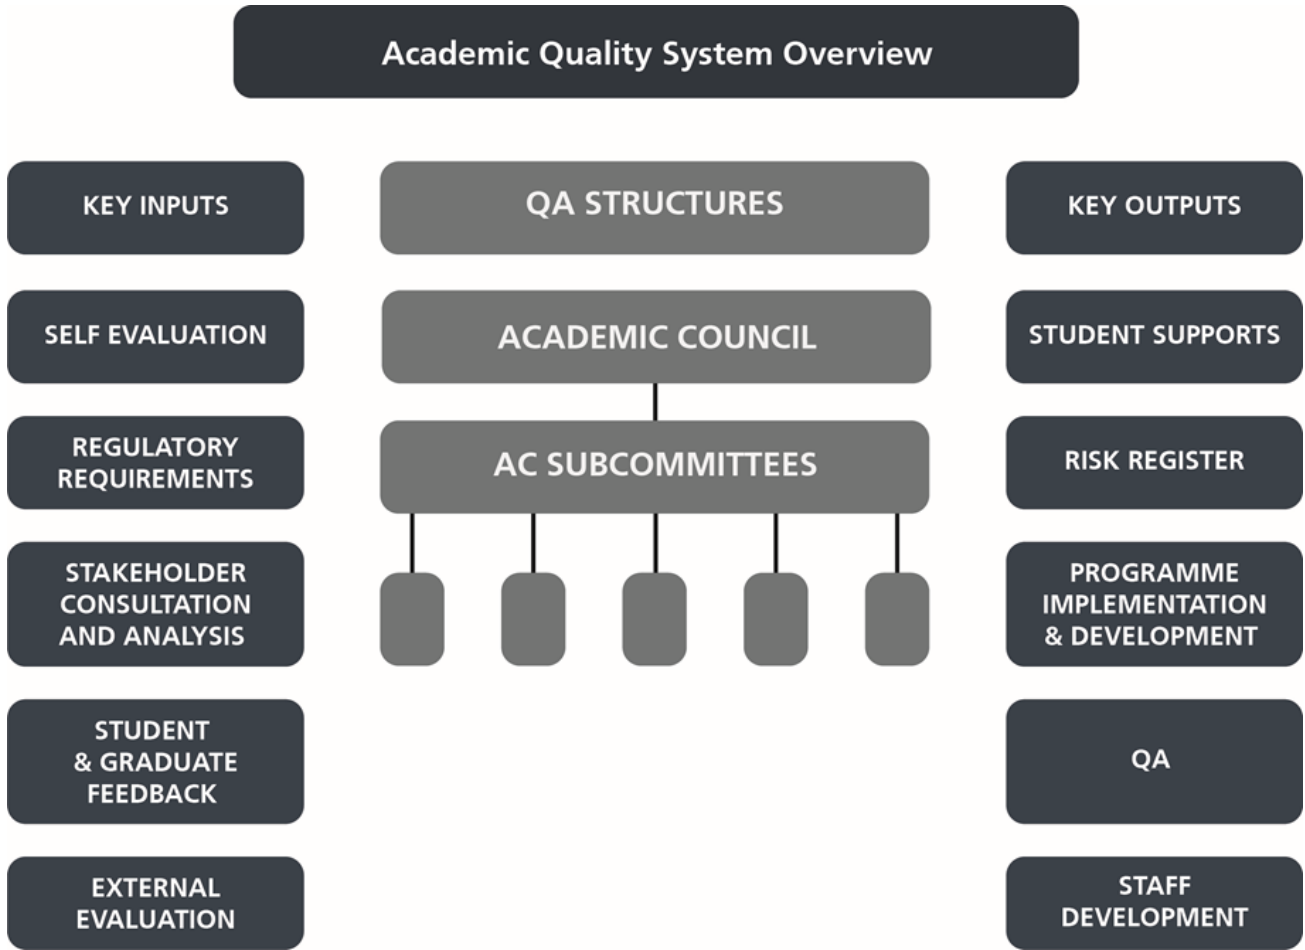 Academic Quality System Overview
KEY INPUTS
SELF EVALUATION
REGULATORY
REQUIREMENTS
STAKEHOLDER
CONSULTATION
AND ANALYSIS
STUDENT
& GRADUATE
FEEDBACK
EXTERNAL
EVALUATION
QA STRUCTURES
ACADEMIC COUNCIL
AC SUBCOMMITTEES
KEY OUTPUTS
STUDENT SUPPORTS
RISK REGISTER
PROGRAMME
IMPLEMENTATION
& DEVELOPMENT
QA
STAFF
DEVELOPMENT